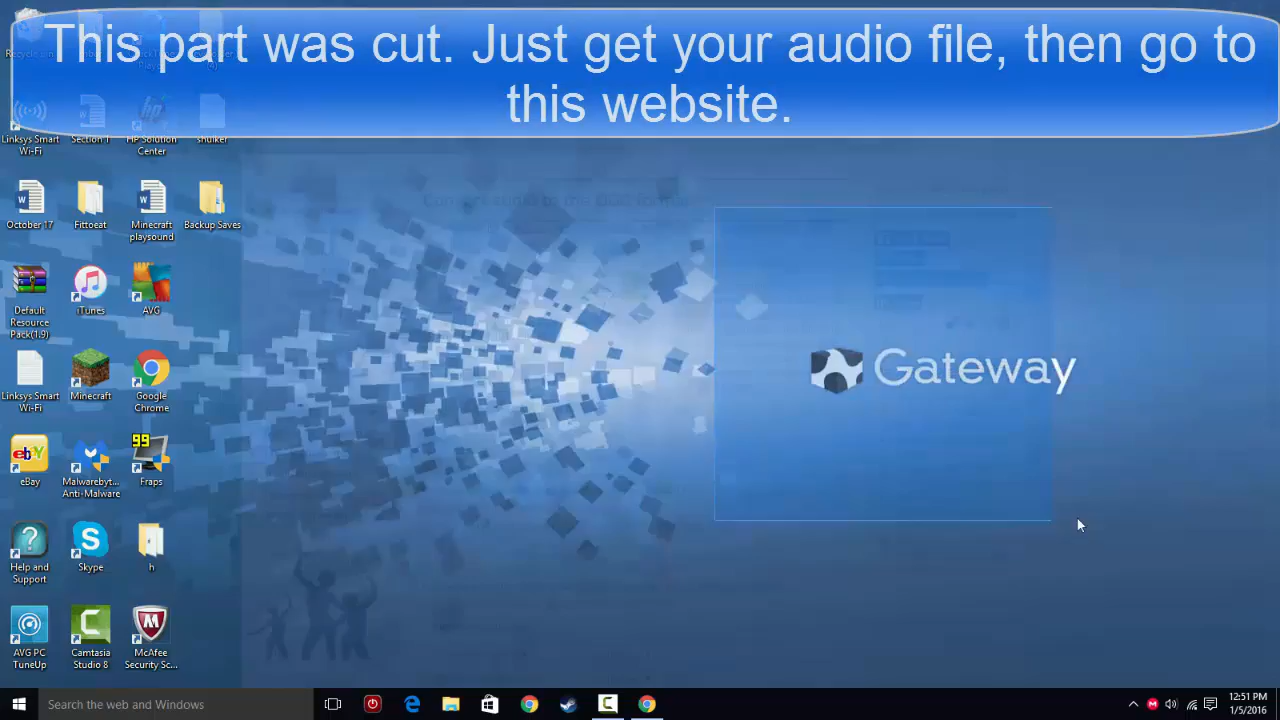 This part was cut. Just get your audio file, then go to
this website.
Linksys Smart
Wi-Fi
Section 1
HP Solution
Center
shulker
October 17
Fittoeat
Minecraft
playsound
Backup Saves
Default
Resource
Pack(1.9)
iTunes
AVG
Linksys Smart
Wi-Fi
Minecraft
Google
Chrome
eBay
Malwarebyt...
Anti-Malware
99
Fraps
Help and
Support
Skype
h
AVG PC
TuneUp
Camtasia
Studio 8
McAfee
Security Sc...
Gateway
Search the web and Windows
12:51 PM
1/5/2016